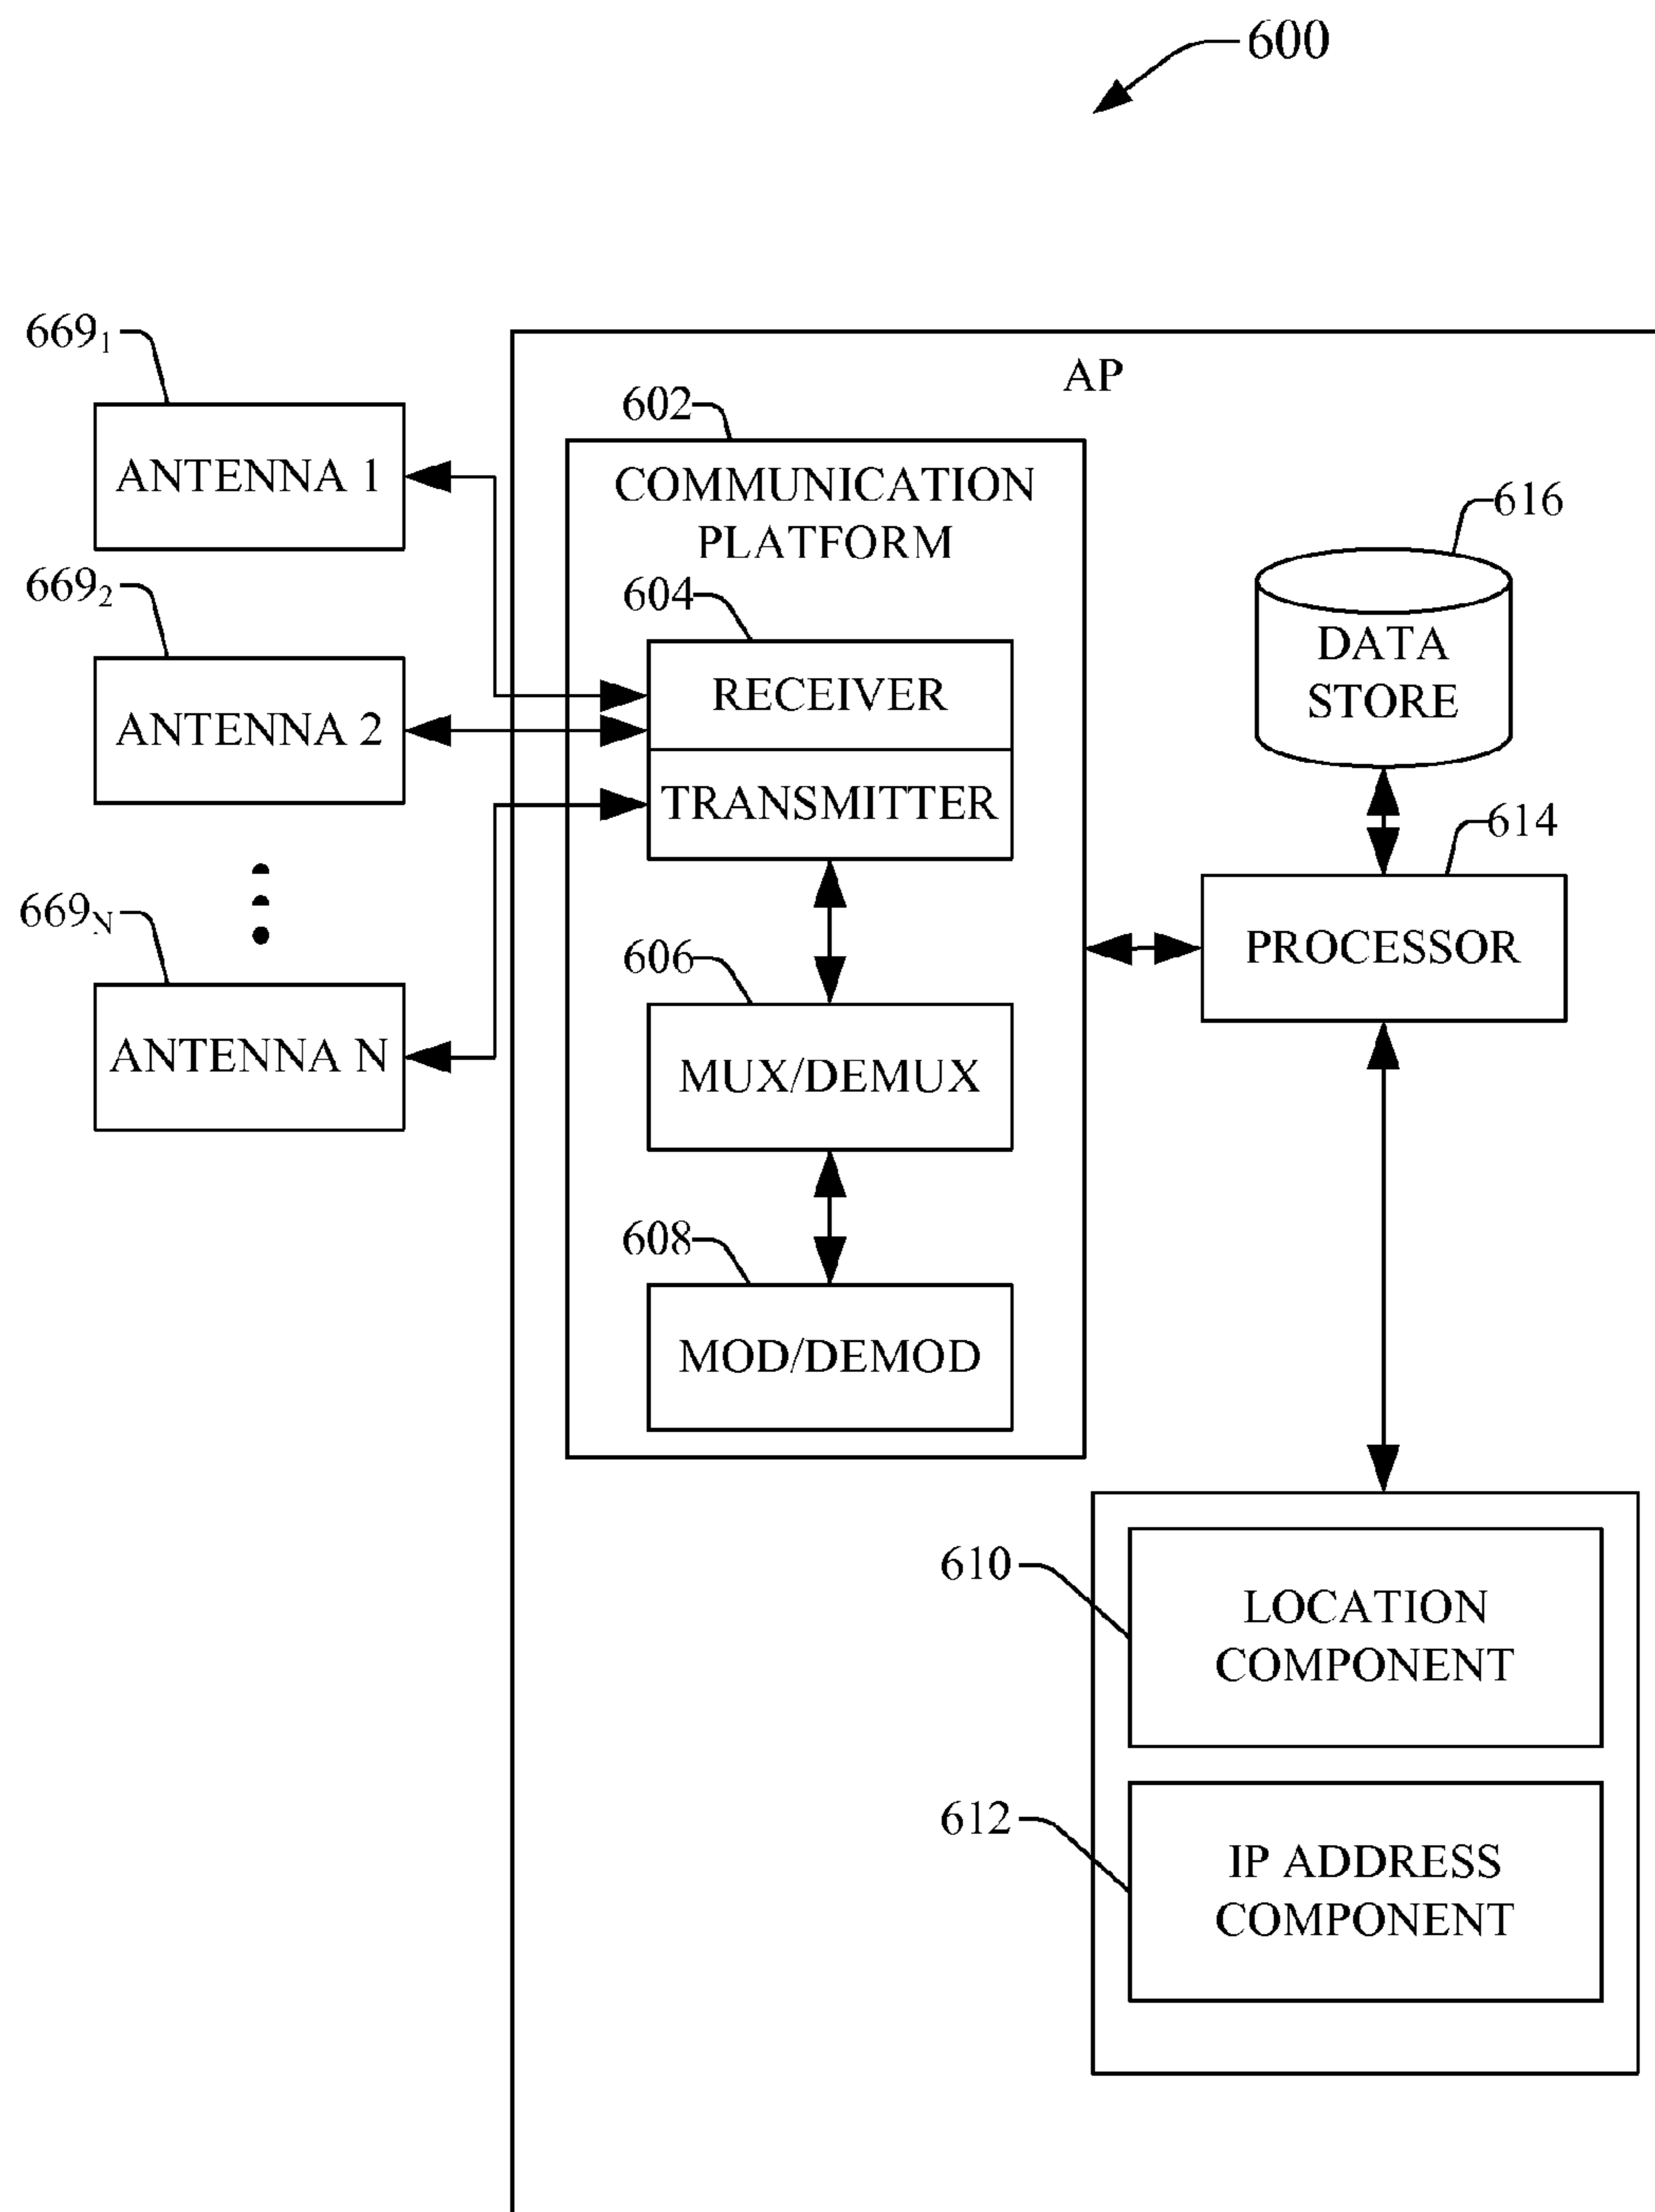 600
669₁
AP
602
ANTENNA 1
COMMUNICATION
PLATFORM
616
669₂
604
DATA
STORE
RECEIVER
ANTENNA 2
TRANSMITTER
614
669N
606
PROCESSOR
ANTENNA N
MUX/DEMUX
608
MOD/DEMOD
610
LOCATION
COMPONENT
612
IP ADDRESS
COMPONENT